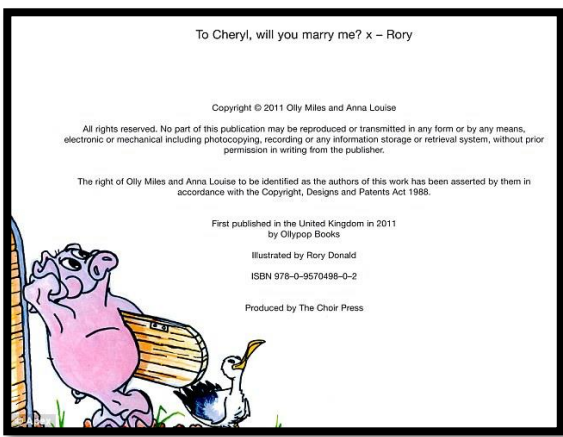 To Cheryl, will you marry me? x – Rory
Copyright © 2011 Olly Miles and Anna Louise
All rights reserved. No part of this publication may be reproduced or transmitted in any form or by any means,
electronic or mechanical including photocopying, recording or any information storage or retrieval system, without prior
permission in writing from the publisher.
The right of Olly Miles and Anna Louise to be identified as the authors of this work has been asserted by them in
accordance with the Copyright, Designs and Patents Act 1988.
First published in the United Kingdom in 2011
by Ollypop Books
Illustrated by Rory Donald
ISBN 978–0–9570498–0–2
Produced by The Choir Press
© Apex